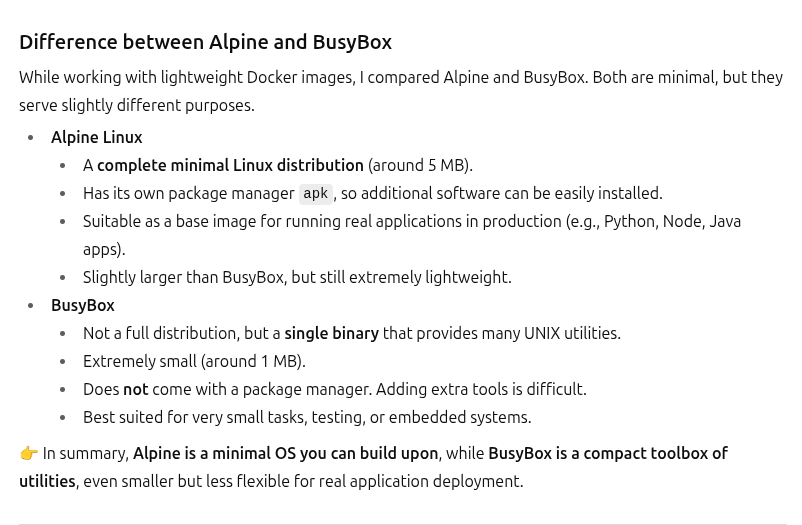 Difference between Alpine and BusyBox
While working with lightweight Docker images, I compared Alpine and BusyBox. Both are minimal, but they
serve slightly different purposes.
• Alpine Linux
• A complete minimal Linux distribution (around 5 MB).
• Has its own package manager apk, so additional software can be easily installed.
• Suitable as a base image for running real applications in production (e.g., Python, Node, Java
apps).
• Slightly larger than BusyBox, but still extremely lightweight.
• BusyBox
• Not a full distribution, but a single binary that provides many UNIX utilities.
• Extremely small (around 1 MB).
• Does not come with a package manager. Adding extra tools is difficult.
• Best suited for very small tasks, testing, or embedded systems.
👉 In summary, Alpine is a minimal OS you can build upon, while BusyBox is a compact toolbox of
utilities, even smaller but less flexible for real application deployment.